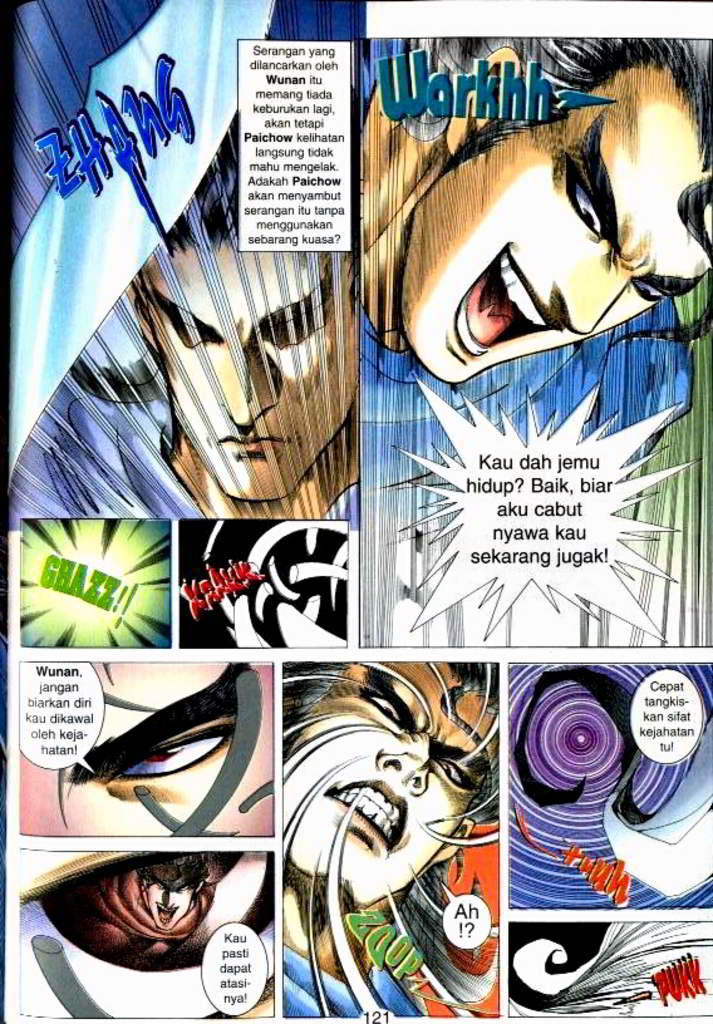 ZHANG
Serangan yang
dilancarkan oleh
Wunan itu
memang tiada
keburukan lagi,
akan tetapi
Paichow kelihatan
langsung tidak
mahu mengelak.
Adakah Paichow
akan menyambut
serangan itu tanpa
menggunakan
sebarang kuasa?
Warkhh
Kau dah jemu
hidup? Baik, biar
aku cabut
nyawa kau
sekarang jugak!
GHAZZ!!
Wunan,
jangan
biarkan diri
kau dikawal
oleh keja-
hatan!
Kau
pasti
dapat
atasi-
nya!
Ah
!?
ZOOP
Cepat
tangkis-
kan sifat
kejahatan
tu!
PUKK
121